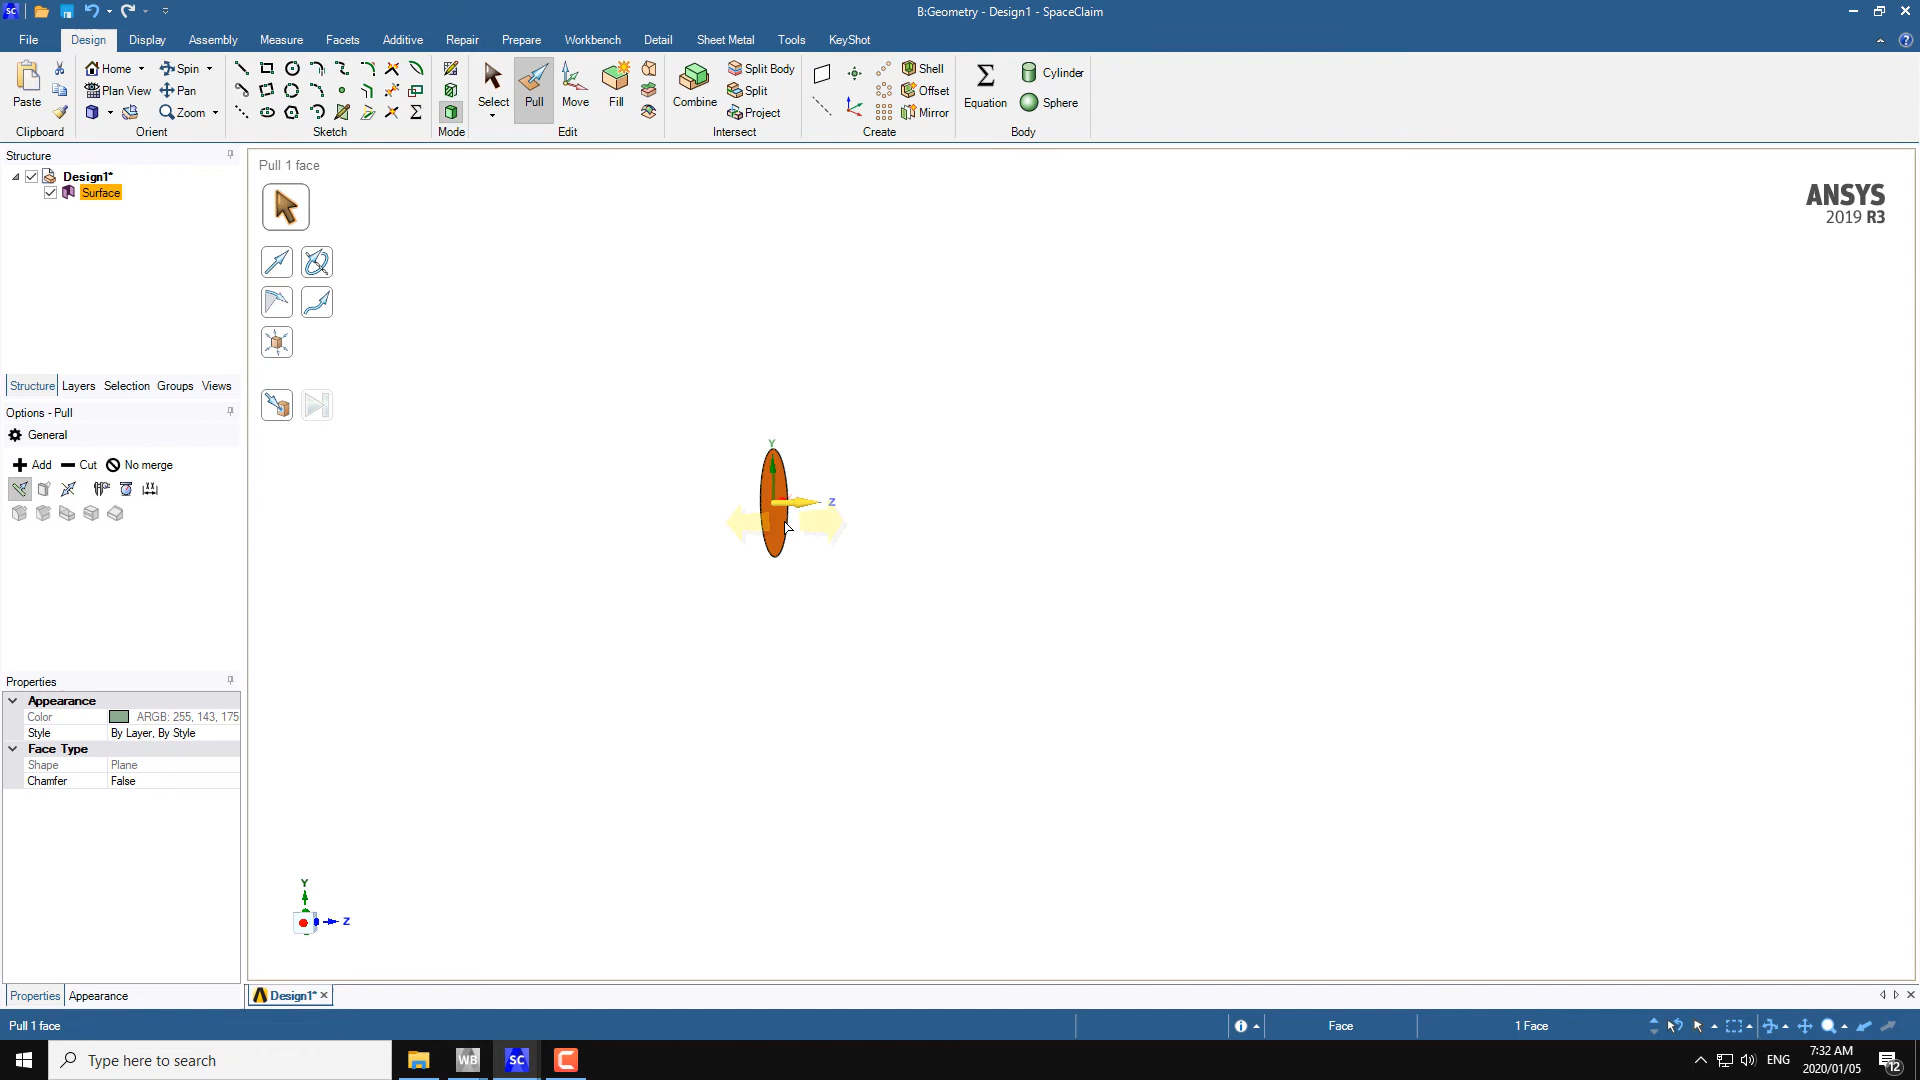 B:Geometry - Design1 - SpaceClaim
File Design Display Assembly Measure Facets Additive Repair Prepare Workbench Detail Sheet Metal Tools KeyShot
Paste
Clipboard
Home Spin
Plan View Pan
Zoom
Orient
Sketch
Mode
Select Pull Move Fill
Edit
Combine
Split Body
Split
Project
Intersect
Shell
Offset
Mirror
Create
Equation
Cylinder
Sphere
Body
Structure
Design1*
Surface
Structure Layers Selection Groups Views
Options - Pull
General
Add Cut No merge
Properties
Appearance
Color ARGB: 255, 143, 175
Style By Layer, By Style
Face Type
Shape Plane
Chamfer False
Properties Appearance
Pull 1 face
ANSYS
2019 R3
Y
Z
Y
Z
Design1*
Pull 1 face
Face
1 Face
Type here to search
WB
SC
ENG
7:32 AM
2020/01/05
12